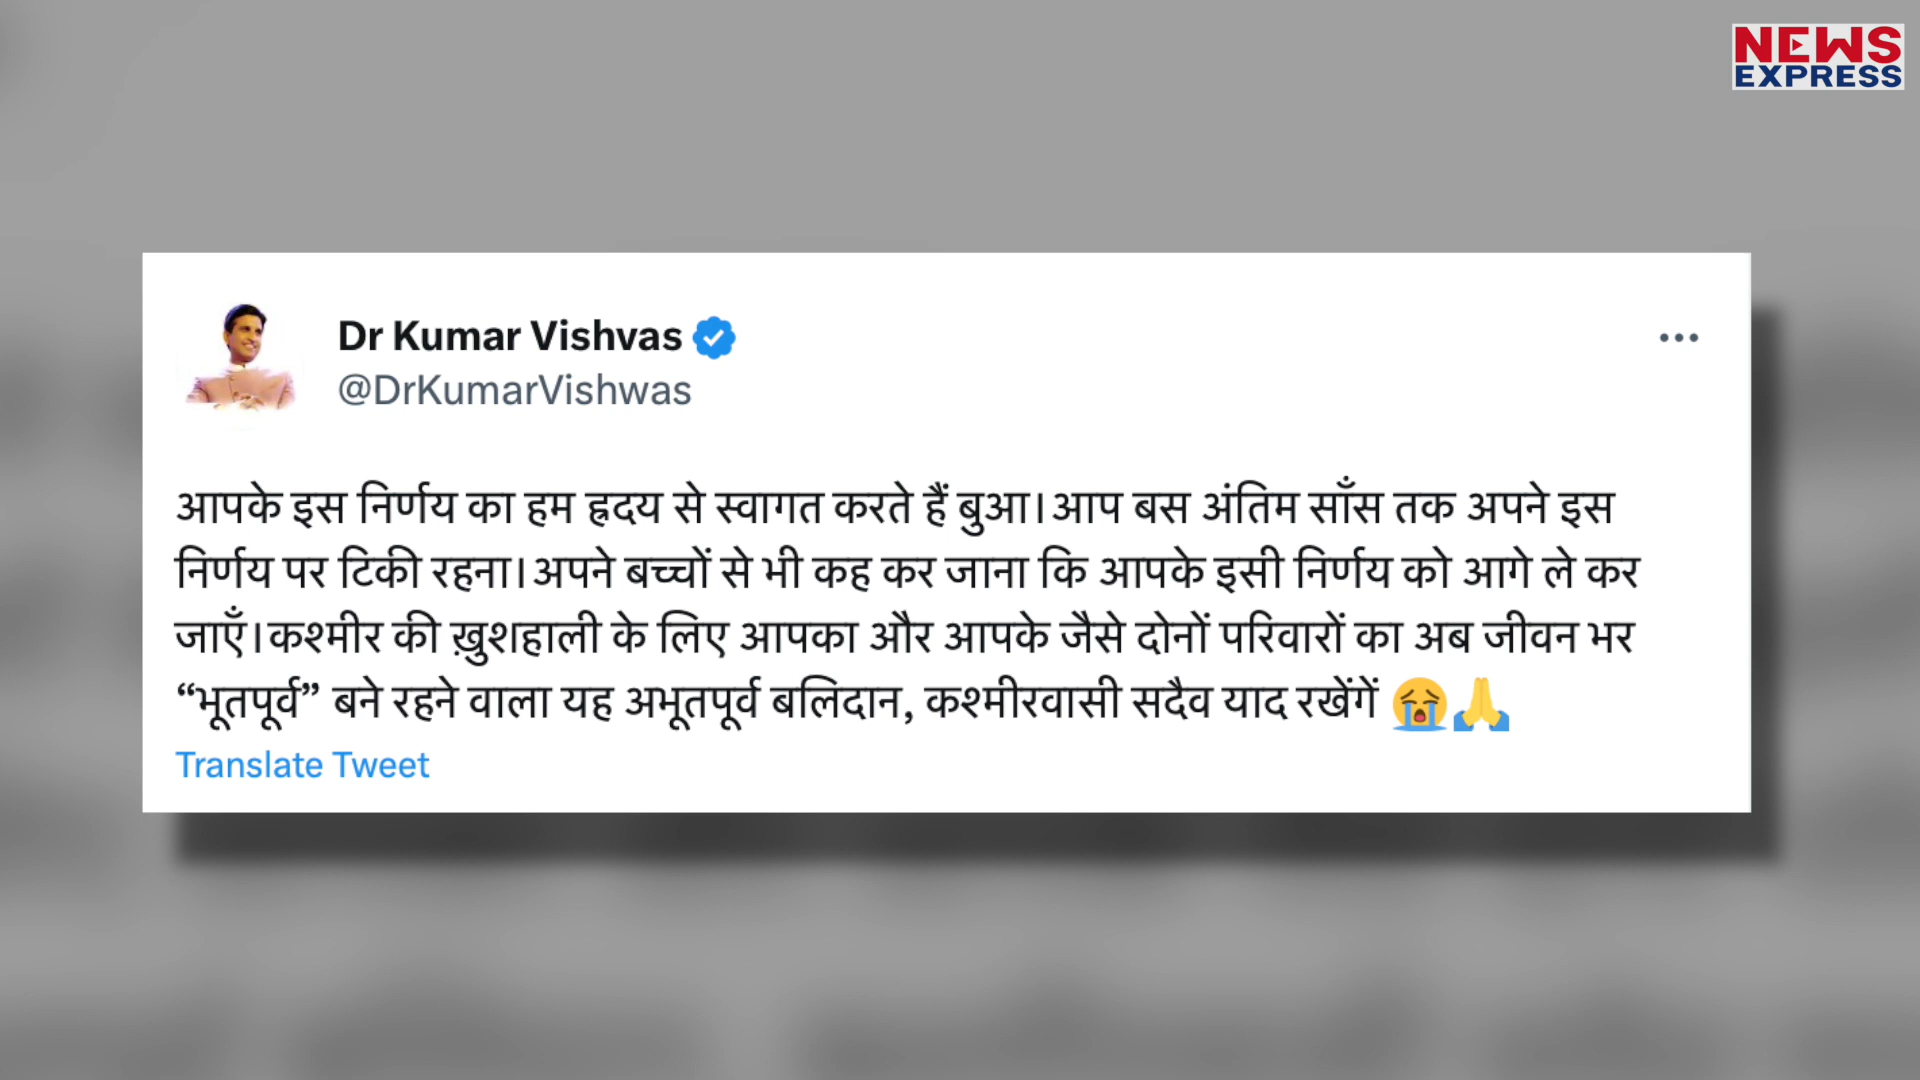 NEWS
EXPRESS
Dr Kumar Vishvas
@DrKumarVishwas
आपके इस निर्णय का हम ह्रदय से स्वागत करते हैं बुआ।आप बस अंतिम साँस तक अपने इस
निर्णय पर टिकी रहना।अपने बच्चों से भी कह कर जाना कि आपके इसी निर्णय को आगे ले कर
जाएँ।कश्मीर की ख़ुशहाली के लिए आपका और आपके जैसे दोनों परिवारों का अब जीवन भर
“भूतपूर्व” बने रहने वाला यह अभूतपूर्व बलिदान, कश्मीरवासी सदैव याद रखेंगें 😭🙏
Translate Tweet